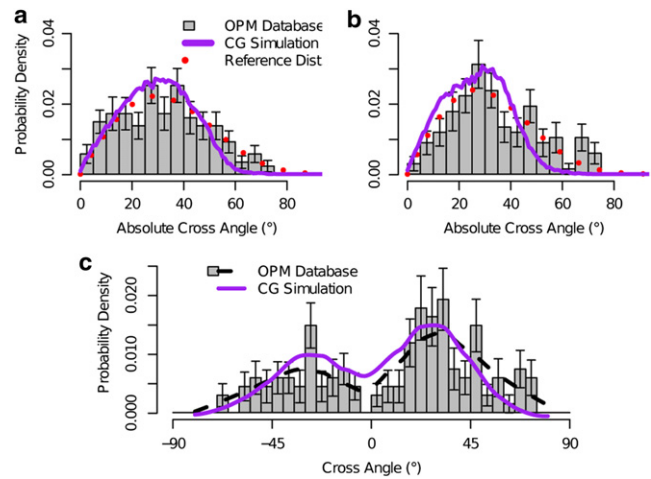 a
OPM Database
CG Simulation
Reference Dist
Probability Density
0.04
0.02
0.00
0 20 40 60 80
Absolute Cross Angle (°)
b
0.04
0.02
0.00
0 20 40 60 80
Absolute Cross Angle (°)
c
OPM Database
CG Simulation
Probability Density
0.020
0.010
0.000
−90 −45 0 45 90
Cross Angle (°)